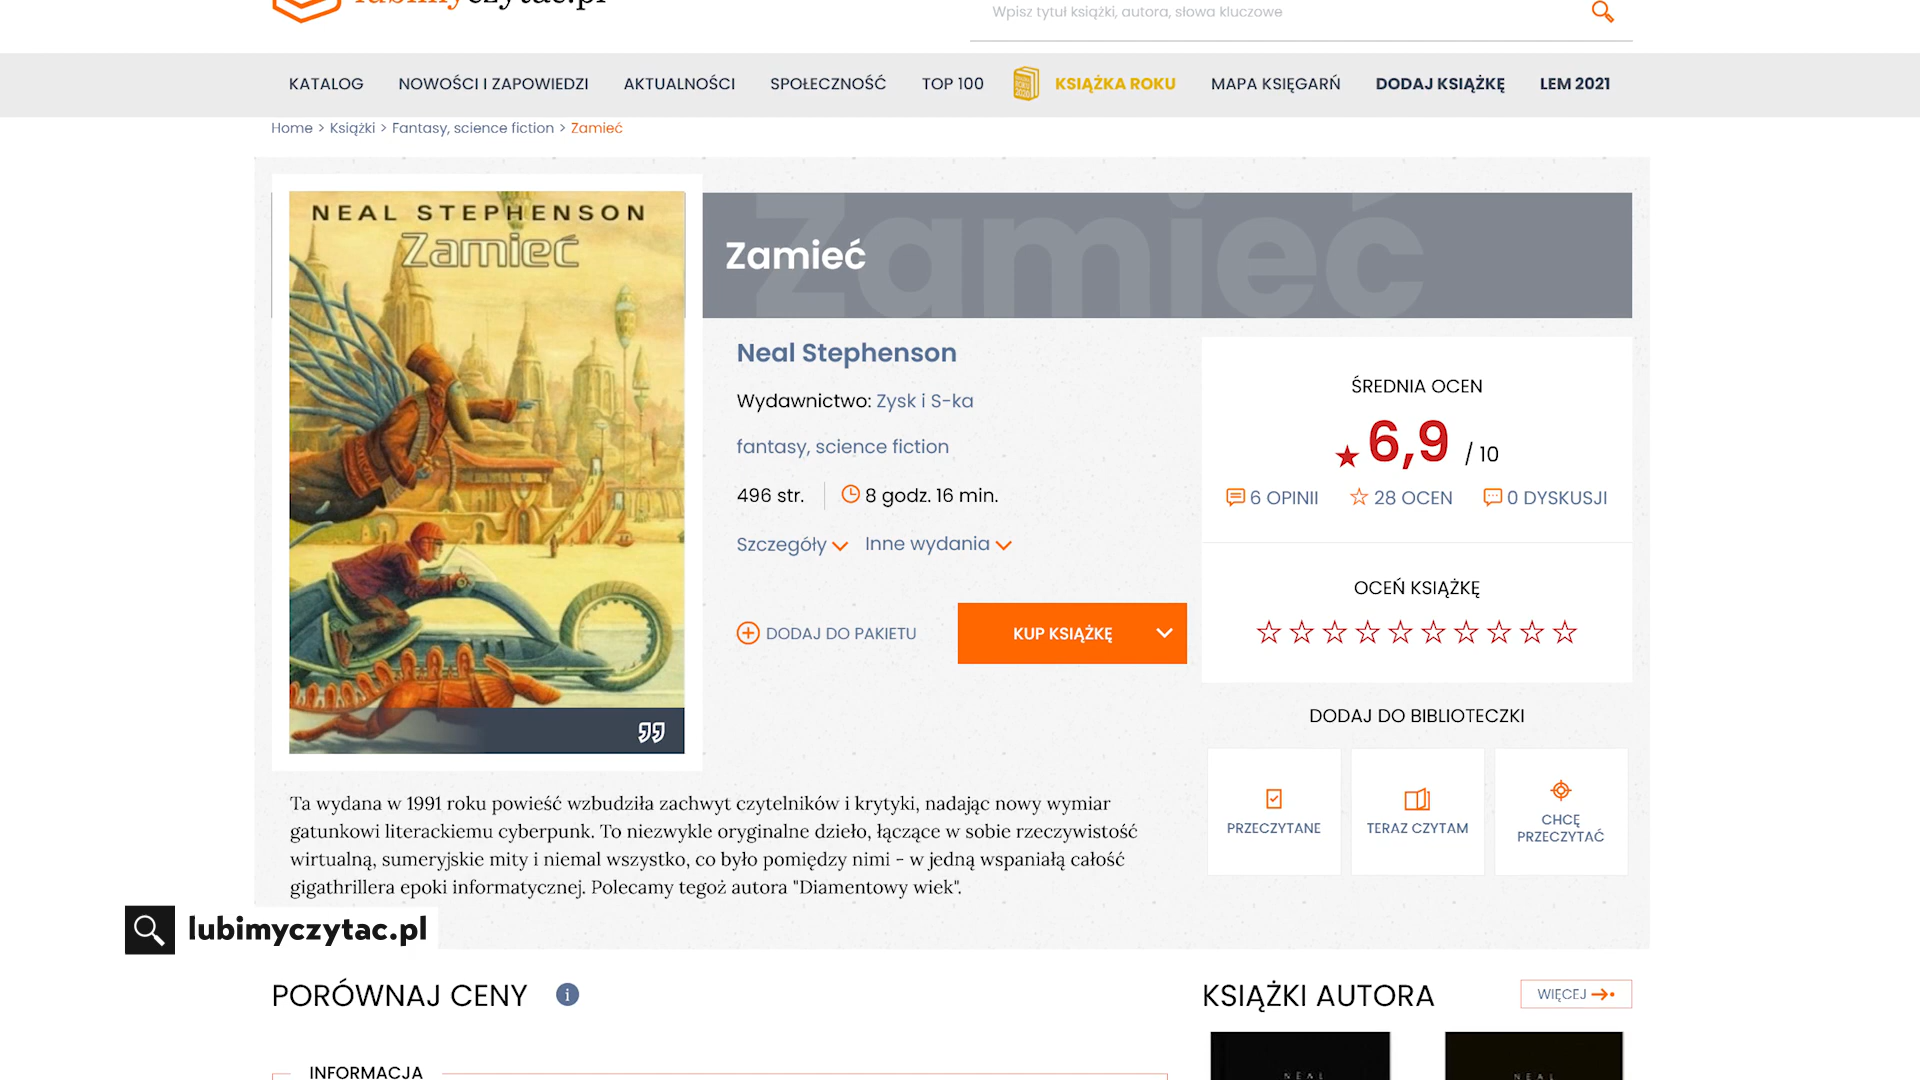 lubimyczytac.pl
Wpisz tytuł książki, autora, słowa kluczowe
KATALOG NOWOŚCI I ZAPOWIEDZI AKTUALNOŚCI SPOŁECZNOŚĆ TOP 100 KSIĄŻKA ROKU MAPA KSIĘGARŃ DODAJ KSIĄŻKĘ LEM 2021
Home > Książki > Fantasy, science fiction > Zamieć
NEAL STEPHENSON
Zamieć
Zamieć
Zamieć
Neal Stephenson
Wydawnictwo: Zysk i S-ka
fantasy, science fiction
496 str. 8 godz. 16 min.
Szczegóły Inne wydania
DODAJ DO PAKIETU KUP KSIĄŻKĘ
ŚREDNIA OCEN
6,9 / 10
6 OPINII 28 OCEN 0 DYSKUSJI
OCEŃ KSIĄŻKĘ
DODAJ DO BIBLIOTECZKI
PRZECZYTANE TERAZ CZYTAM CHCĘ
PRZECZYTAĆ
Ta wydana w 1991 roku powieść wzbudziła zachwyt czytelników i krytyki, nadając nowy wymiar
gatunkowi literackiemu cyberpunk. To niezwykle oryginalne dzieło, łączące w sobie rzeczywistość
wirtualną, sumeryjskie mity i niemal wszystko, co było pomiędzy nimi - w jedną wspaniałą całość
gigathrillera epoki informatycznej. Polecamy tegoż autora "Diamentowy wiek".
lubimyczytac.pl
PORÓWNAJ CENY i
KSIĄŻKI AUTORA WIĘCEJ
INFORMACJA
NEAL NEAL